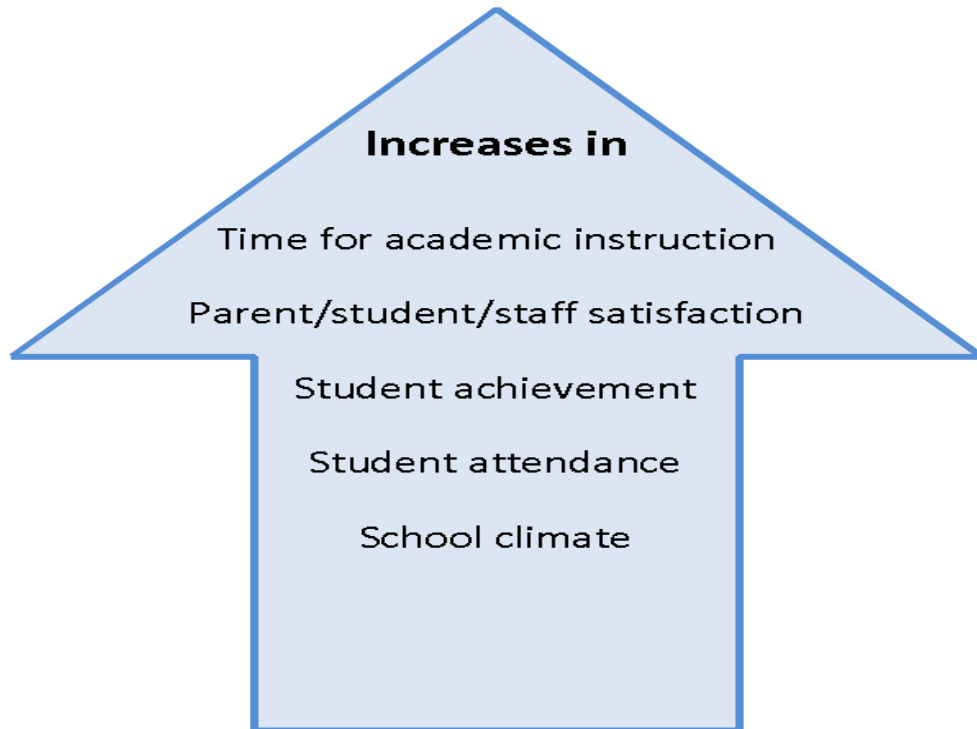 Increases in
Time for academic instruction
Parent/student/staff satisfaction
Student achievement
Student attendance
School climate